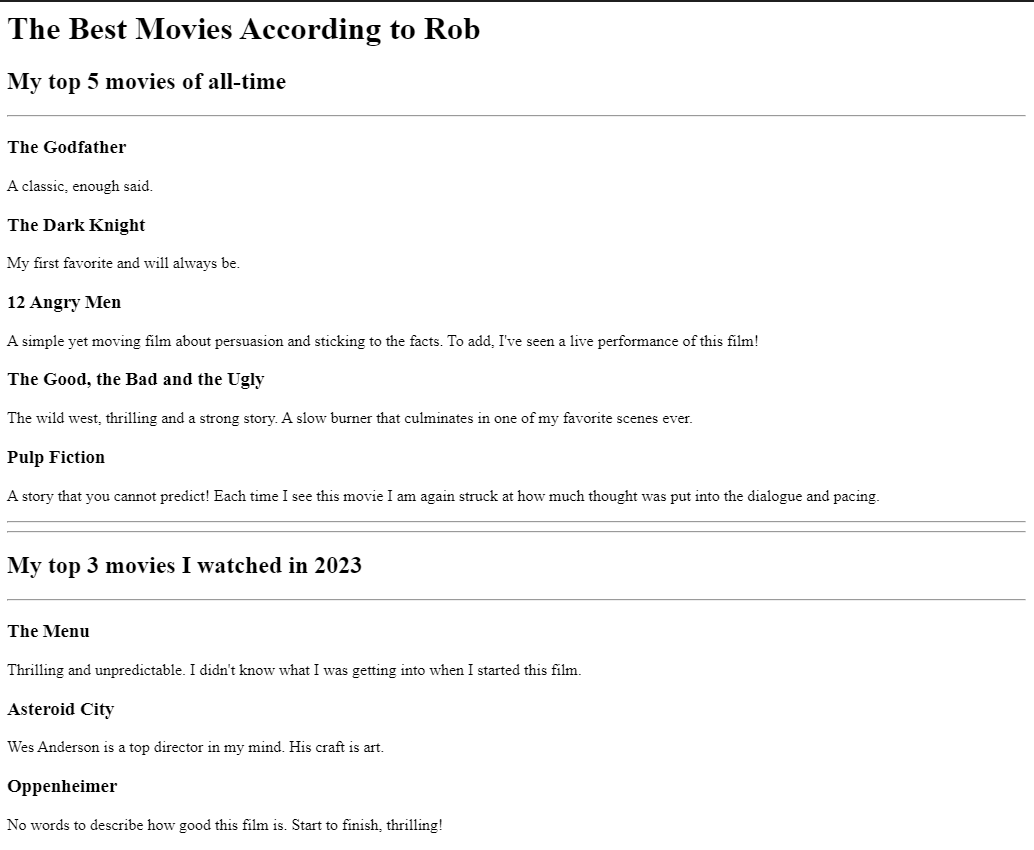 The Best Movies According to Rob
My top 5 movies of all-time
The Godfather
A classic, enough said.
The Dark Knight
My first favorite and will always be.
12 Angry Men
A simple yet moving film about persuasion and sticking to the facts. To add, I've seen a live performance of this film!
The Good, the Bad and the Ugly
The wild west, thrilling and a strong story. A slow burner that culminates in one of my favorite scenes ever.
Pulp Fiction
A story that you cannot predict! Each time I see this movie I am again struck at how much thought was put into the dialogue and pacing.
My top 3 movies I watched in 2023
The Menu
Thrilling and unpredictable. I didn't know what I was getting into when I started this film.
Asteroid City
Wes Anderson is a top director in my mind. His craft is art.
Oppenheimer
No words to describe how good this film is. Start to finish, thrilling!